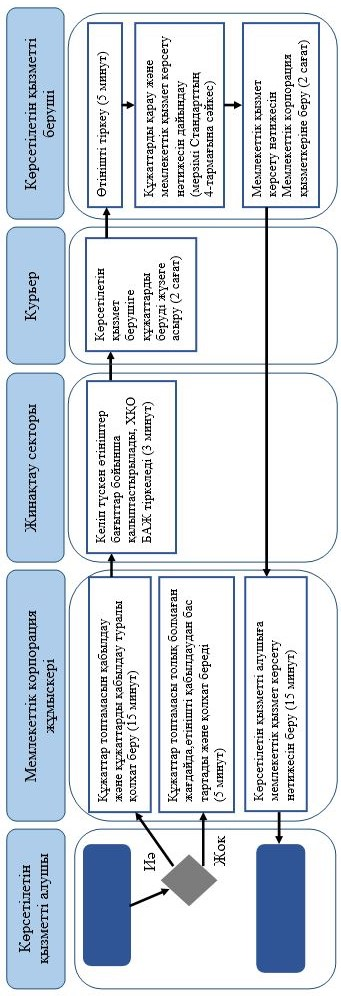 Көрсетілетін
қызметті алушы
Мемлекеттік корпорация
жұмыскері
Жинақтау секторы
Курьер
Көрсетілетін қызметті
беруші
Иә
Жок
Құжаттар топтамасын қабылдау
және құжаттарды қабылдау туралы
қолхат беру (15 минут)
Құжаттар топтамасы толық болмаған
жағдайда,өтінішті қабылдаудан бас
тартады және қолхат береді
(5 минут)
Көрсетілетін қызметті алушыға
мемлекеттік қызмет көрсету
нәтижесін беру (15 минут)
Келіп түскен өтініштер
бағыттар бойынша
қалыптастырылады, ХҚО
БАЖ тіркеледі (3 минут)
Көрсетілетін
қызмет
берушіге
құжаттарды
беруді жүзеге
асыру (2 сағат)
Өтінішті тіркеу (5 минут)
Құжаттарды қарау және
мемлекеттік қызмет көрсету
нәтижесін дайындау
(мерзімі Стандарттың
4-тармағына сәйкес)
Мемлекеттік қызмет
көрсету нәтижесін
Мемлекеттік корпорация
қызметкеріне беру (2 сағат)